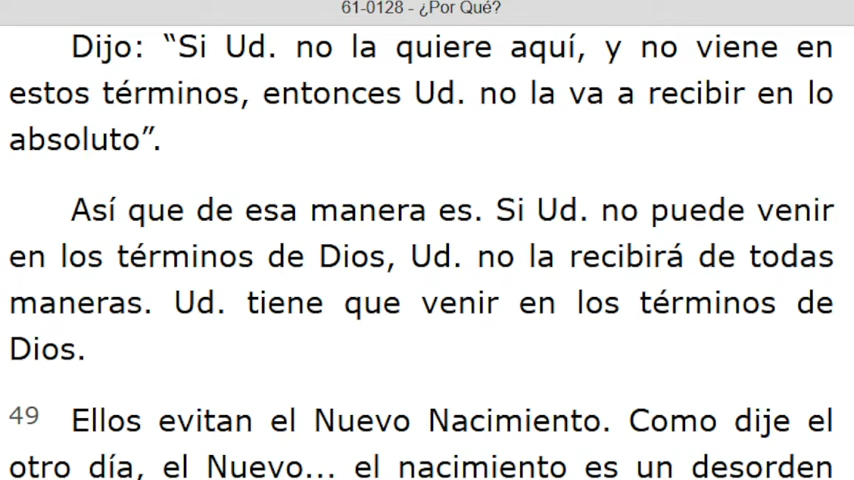 61-0128 - ¿Por Qué?
Dijo: “Si Ud. no la quiere aquí, y no viene en
estos términos, entonces Ud. no la va a recibir en lo
absoluto”.
Así que de esa manera es. Si Ud. no puede venir
en los términos de Dios, Ud. no la recibirá de todas
maneras. Ud. tiene que venir en los términos de
Dios.
49 Ellos evitan el Nuevo Nacimiento. Como dije el
otro día, el Nuevo... el nacimiento es un desorden